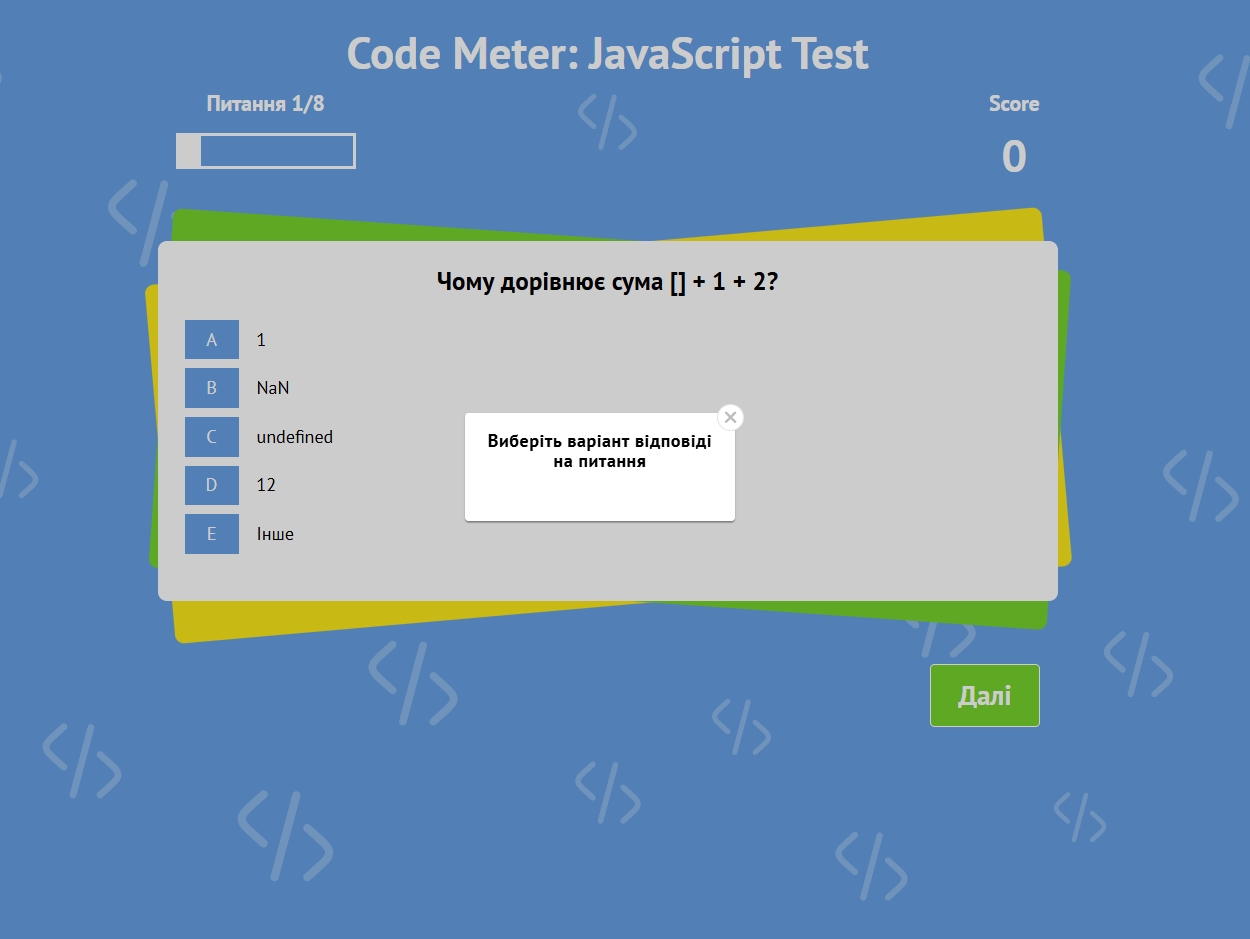 Code Meter: JavaScript Test
Питання 1/8
Score
0
Чому дорівнює сума [] + 1 + 2?
A 1
B NaN
C undefined
D 12
E Інше
Виберіть варіант відповіді
на питання
Далі